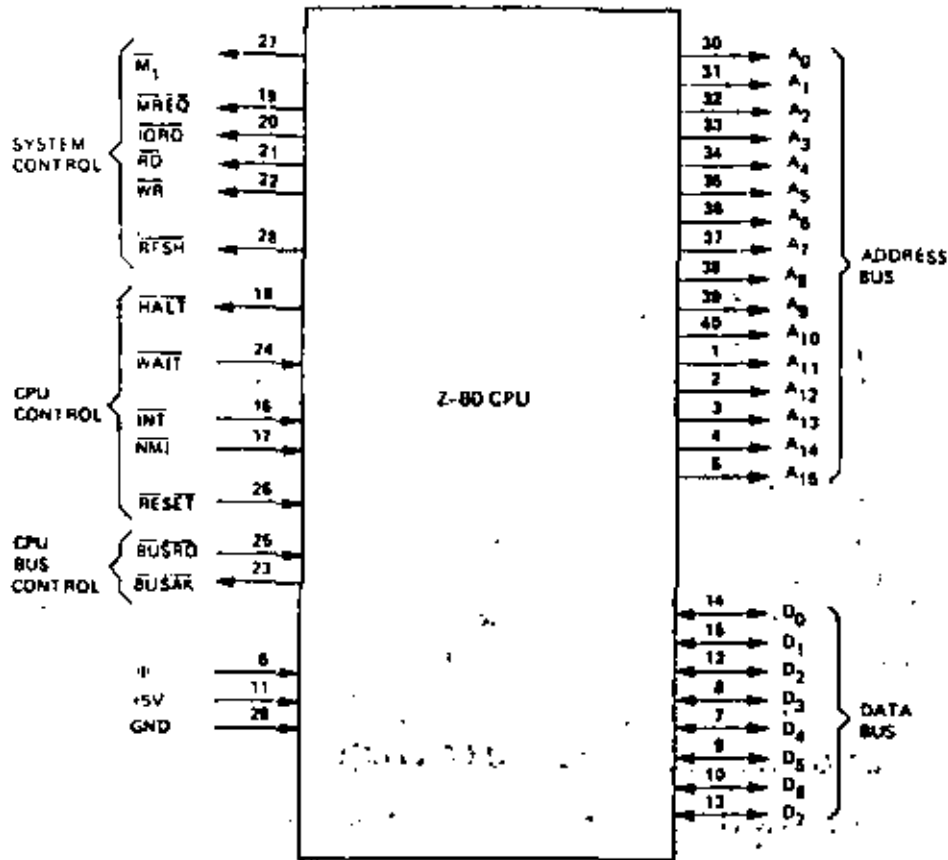 SYSTEM
CONTROL
M₁ 27
MREQ 19
IORQ 20
RD 21
WR 22
RFSH 28
CPU
CONTROL
HALT 18
WAIT 24
INT 16
NMI 17
RESET 26
CPU
BUS
CONTROL
BUSRQ 25
BUSAK 23
Φ 6
+5V 11
GND 29
Z-80 CPU
30 A₀
31 A₁
32 A₂
33 A₃
34 A₄
35 A₅
36 A₆
37 A₇
38 A₈
39 A₉
40 A₁₀
1 A₁₁
2 A₁₂
3 A₁₃
4 A₁₄
5 A₁₅
ADDRESS
BUS
14 D₀
15 D₁
12 D₂
8 D₃
7 D₄
9 D₅
10 D₆
13 D₇
DATA
BUS